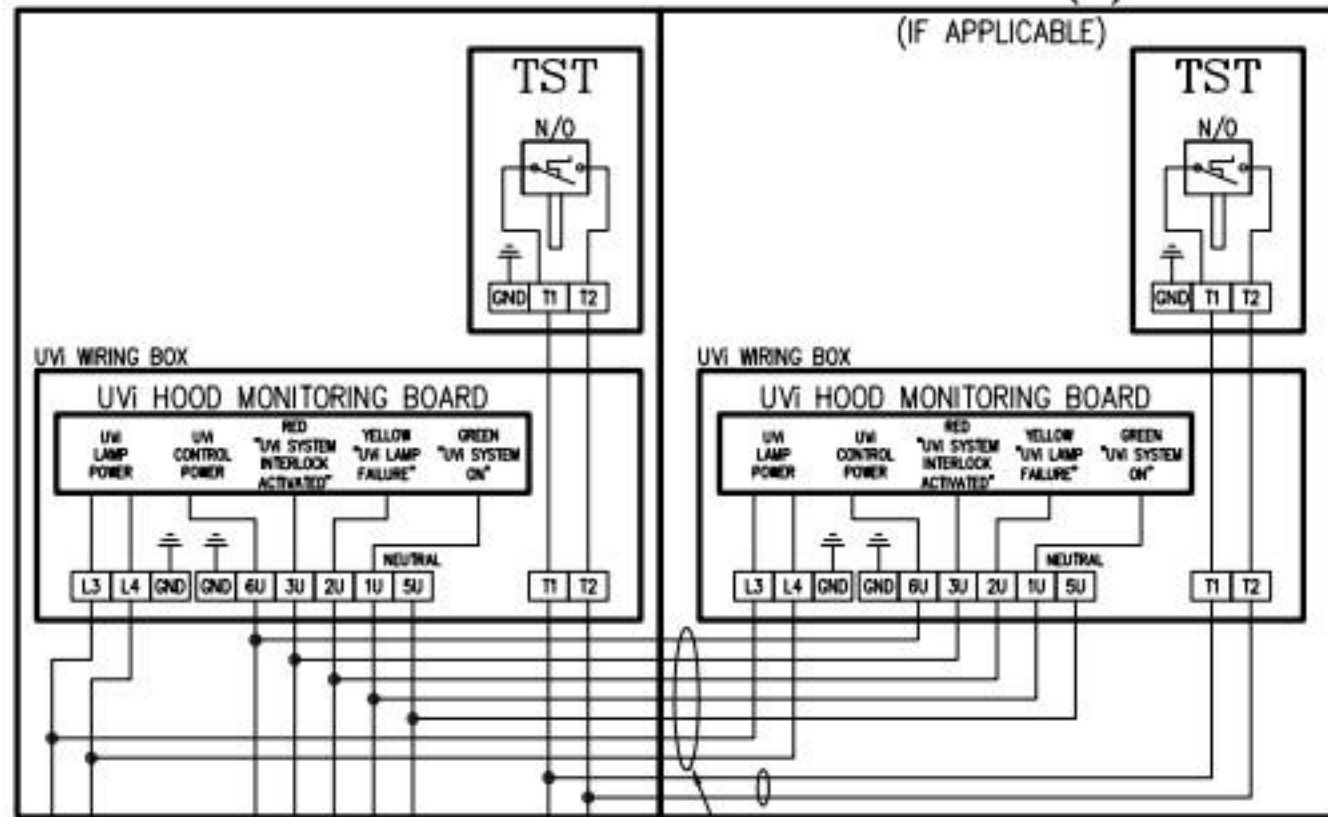 (IF APPLICABLE)
TST
N/O
GND T1 T2
UVi WIRING BOX
UVi HOOD MONITORING BOARD
UVi
LAMP
POWER
UVi
CONTROL
POWER
RED
"UVi SYSTEM
INTERLOCK
ACTIVATED"
YELLOW
"UVi LAMP
FAILURE"
GREEN
"UVi SYSTEM
ON"
NEUTRAL
L3 L4 GND GND 6U 3U 2U 1U 5U T1 T2
TST
N/O
GND T1 T2
UVi WIRING BOX
UVi HOOD MONITORING BOARD
UVi
LAMP
POWER
UVi
CONTROL
POWER
RED
"UVi SYSTEM
INTERLOCK
ACTIVATED"
YELLOW
"UVi LAMP
FAILURE"
GREEN
"UVi SYSTEM
ON"
NEUTRAL
L3 L4 GND GND 6U 3U 2U 1U 5U T1 T2